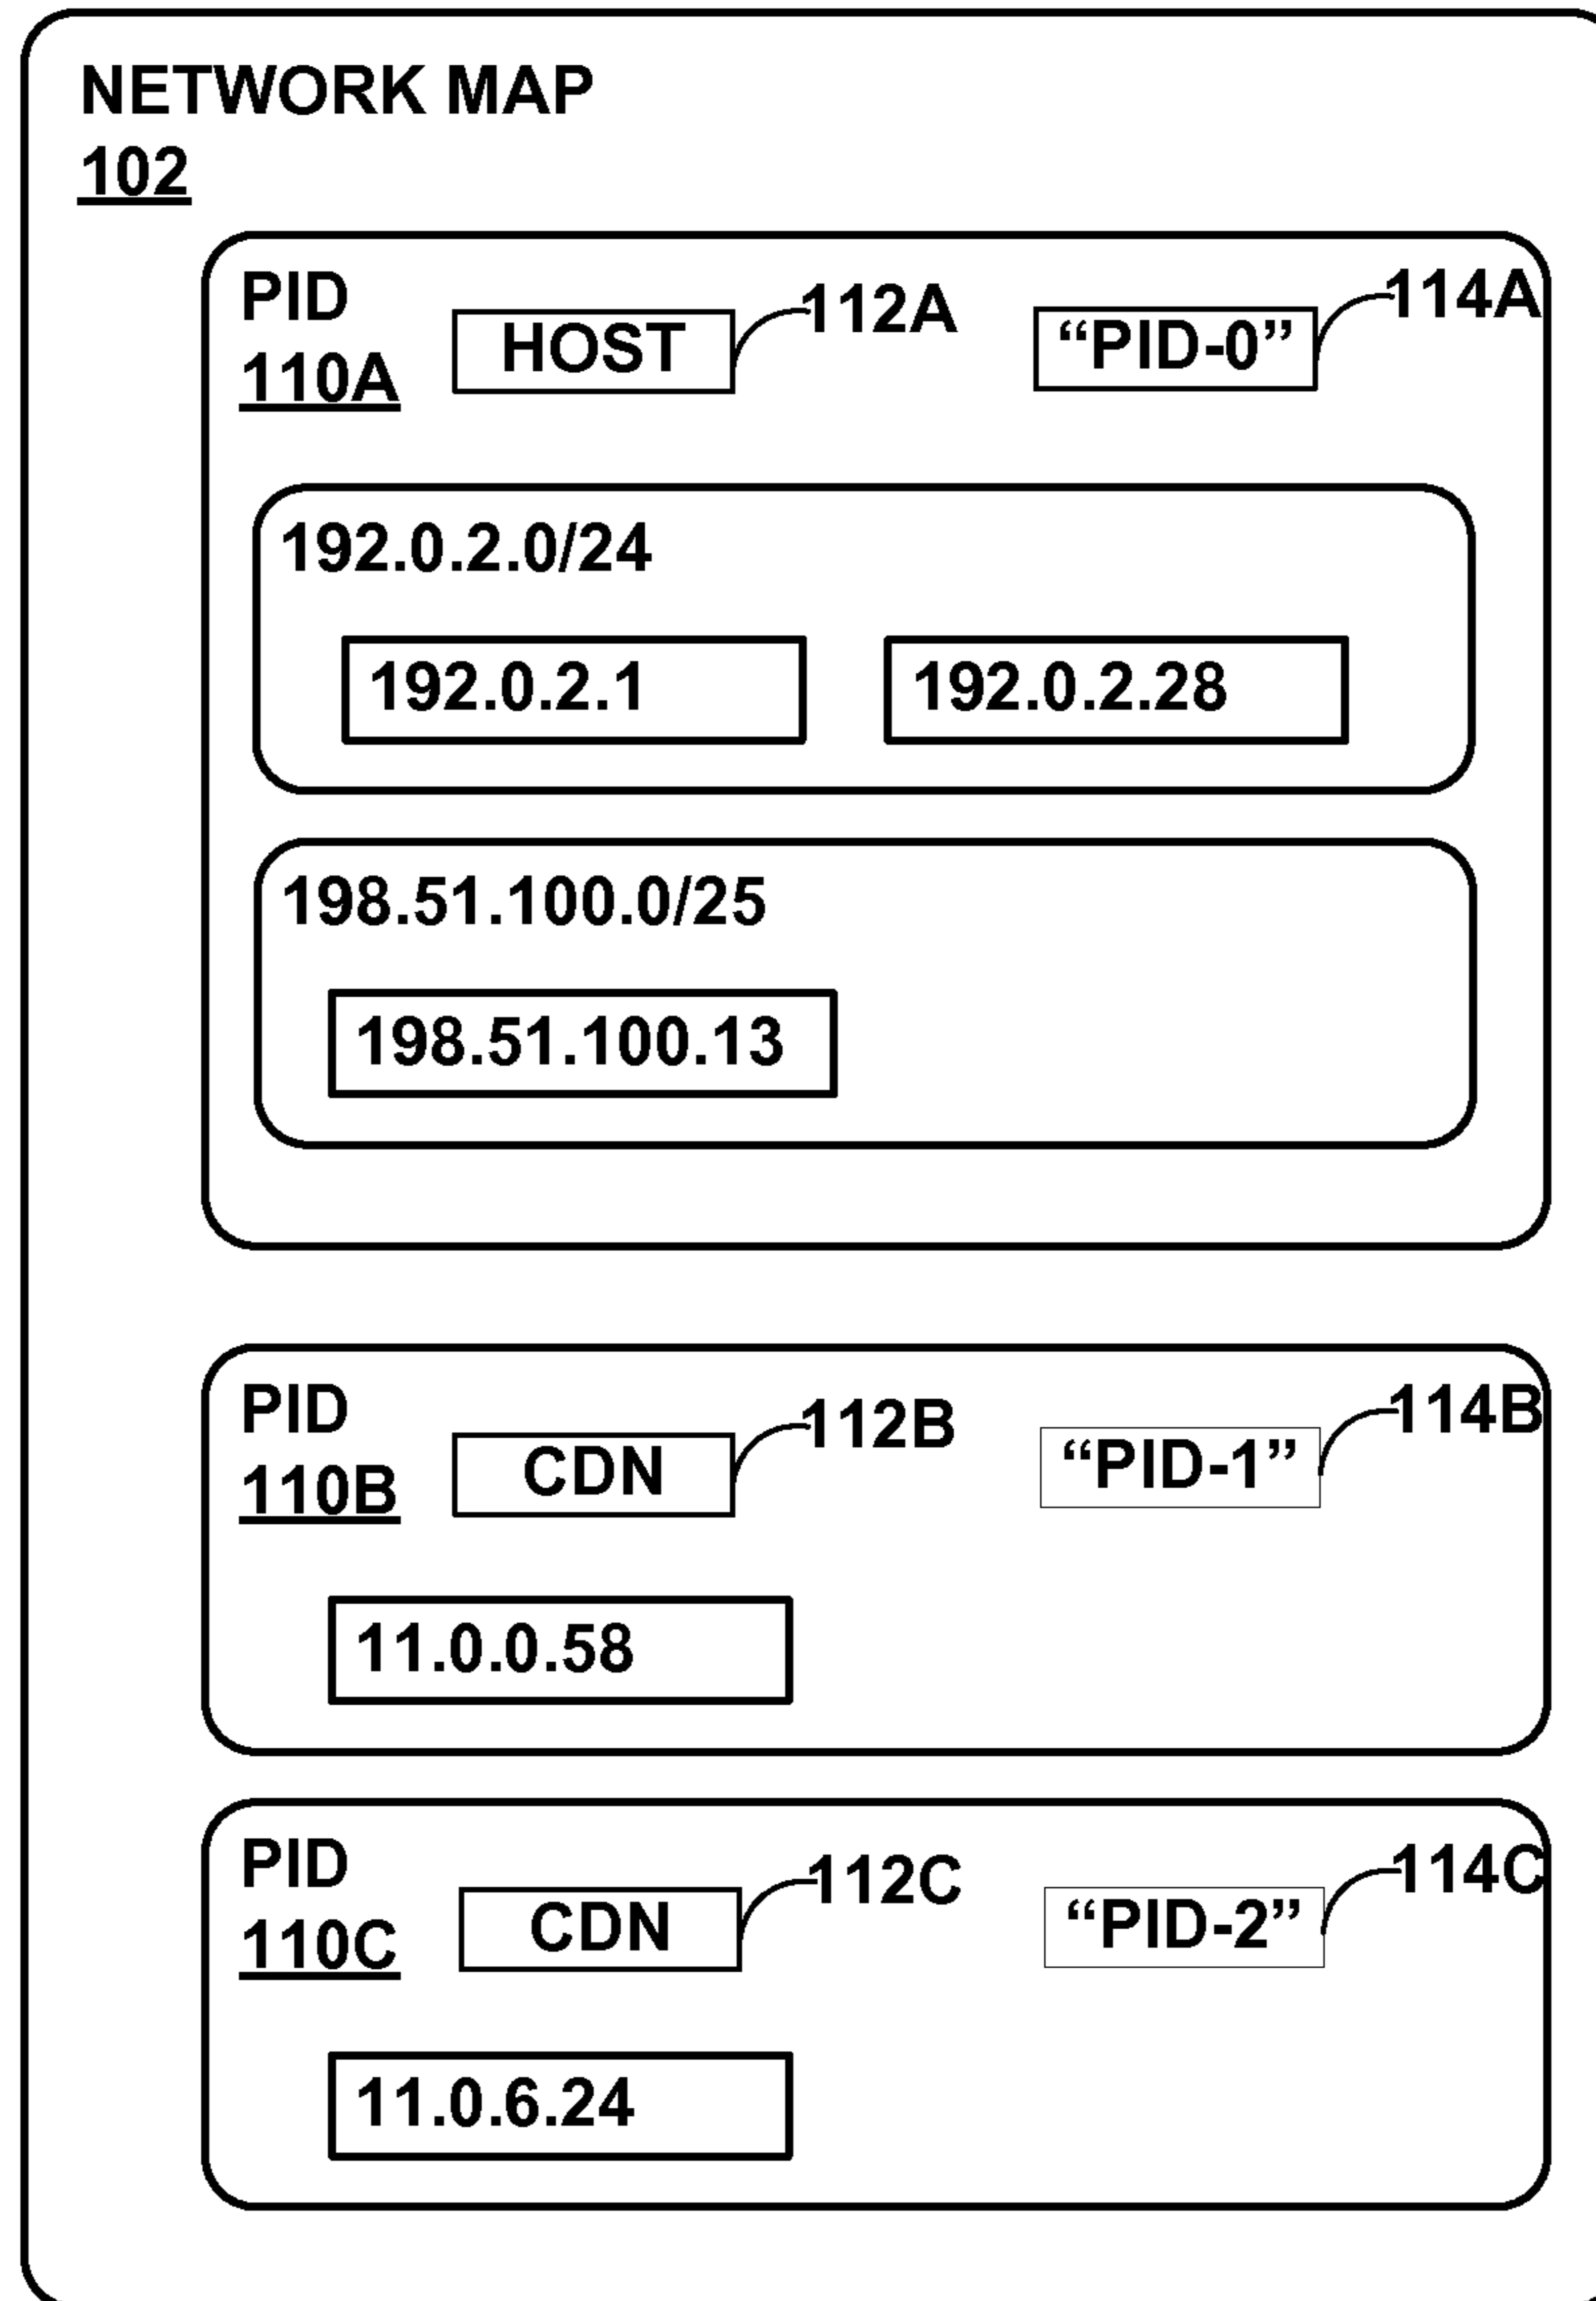 NETWORK MAP
102
PID
110A
HOST
112A
“PID-0”
114A
192.0.2.0/24
192.0.2.1
192.0.2.28
198.51.100.0/25
198.51.100.13
PID
110B
CDN
112B
“PID-1”
114B
11.0.0.58
PID
110C
CDN
112C
“PID-2”
114C
11.0.6.24